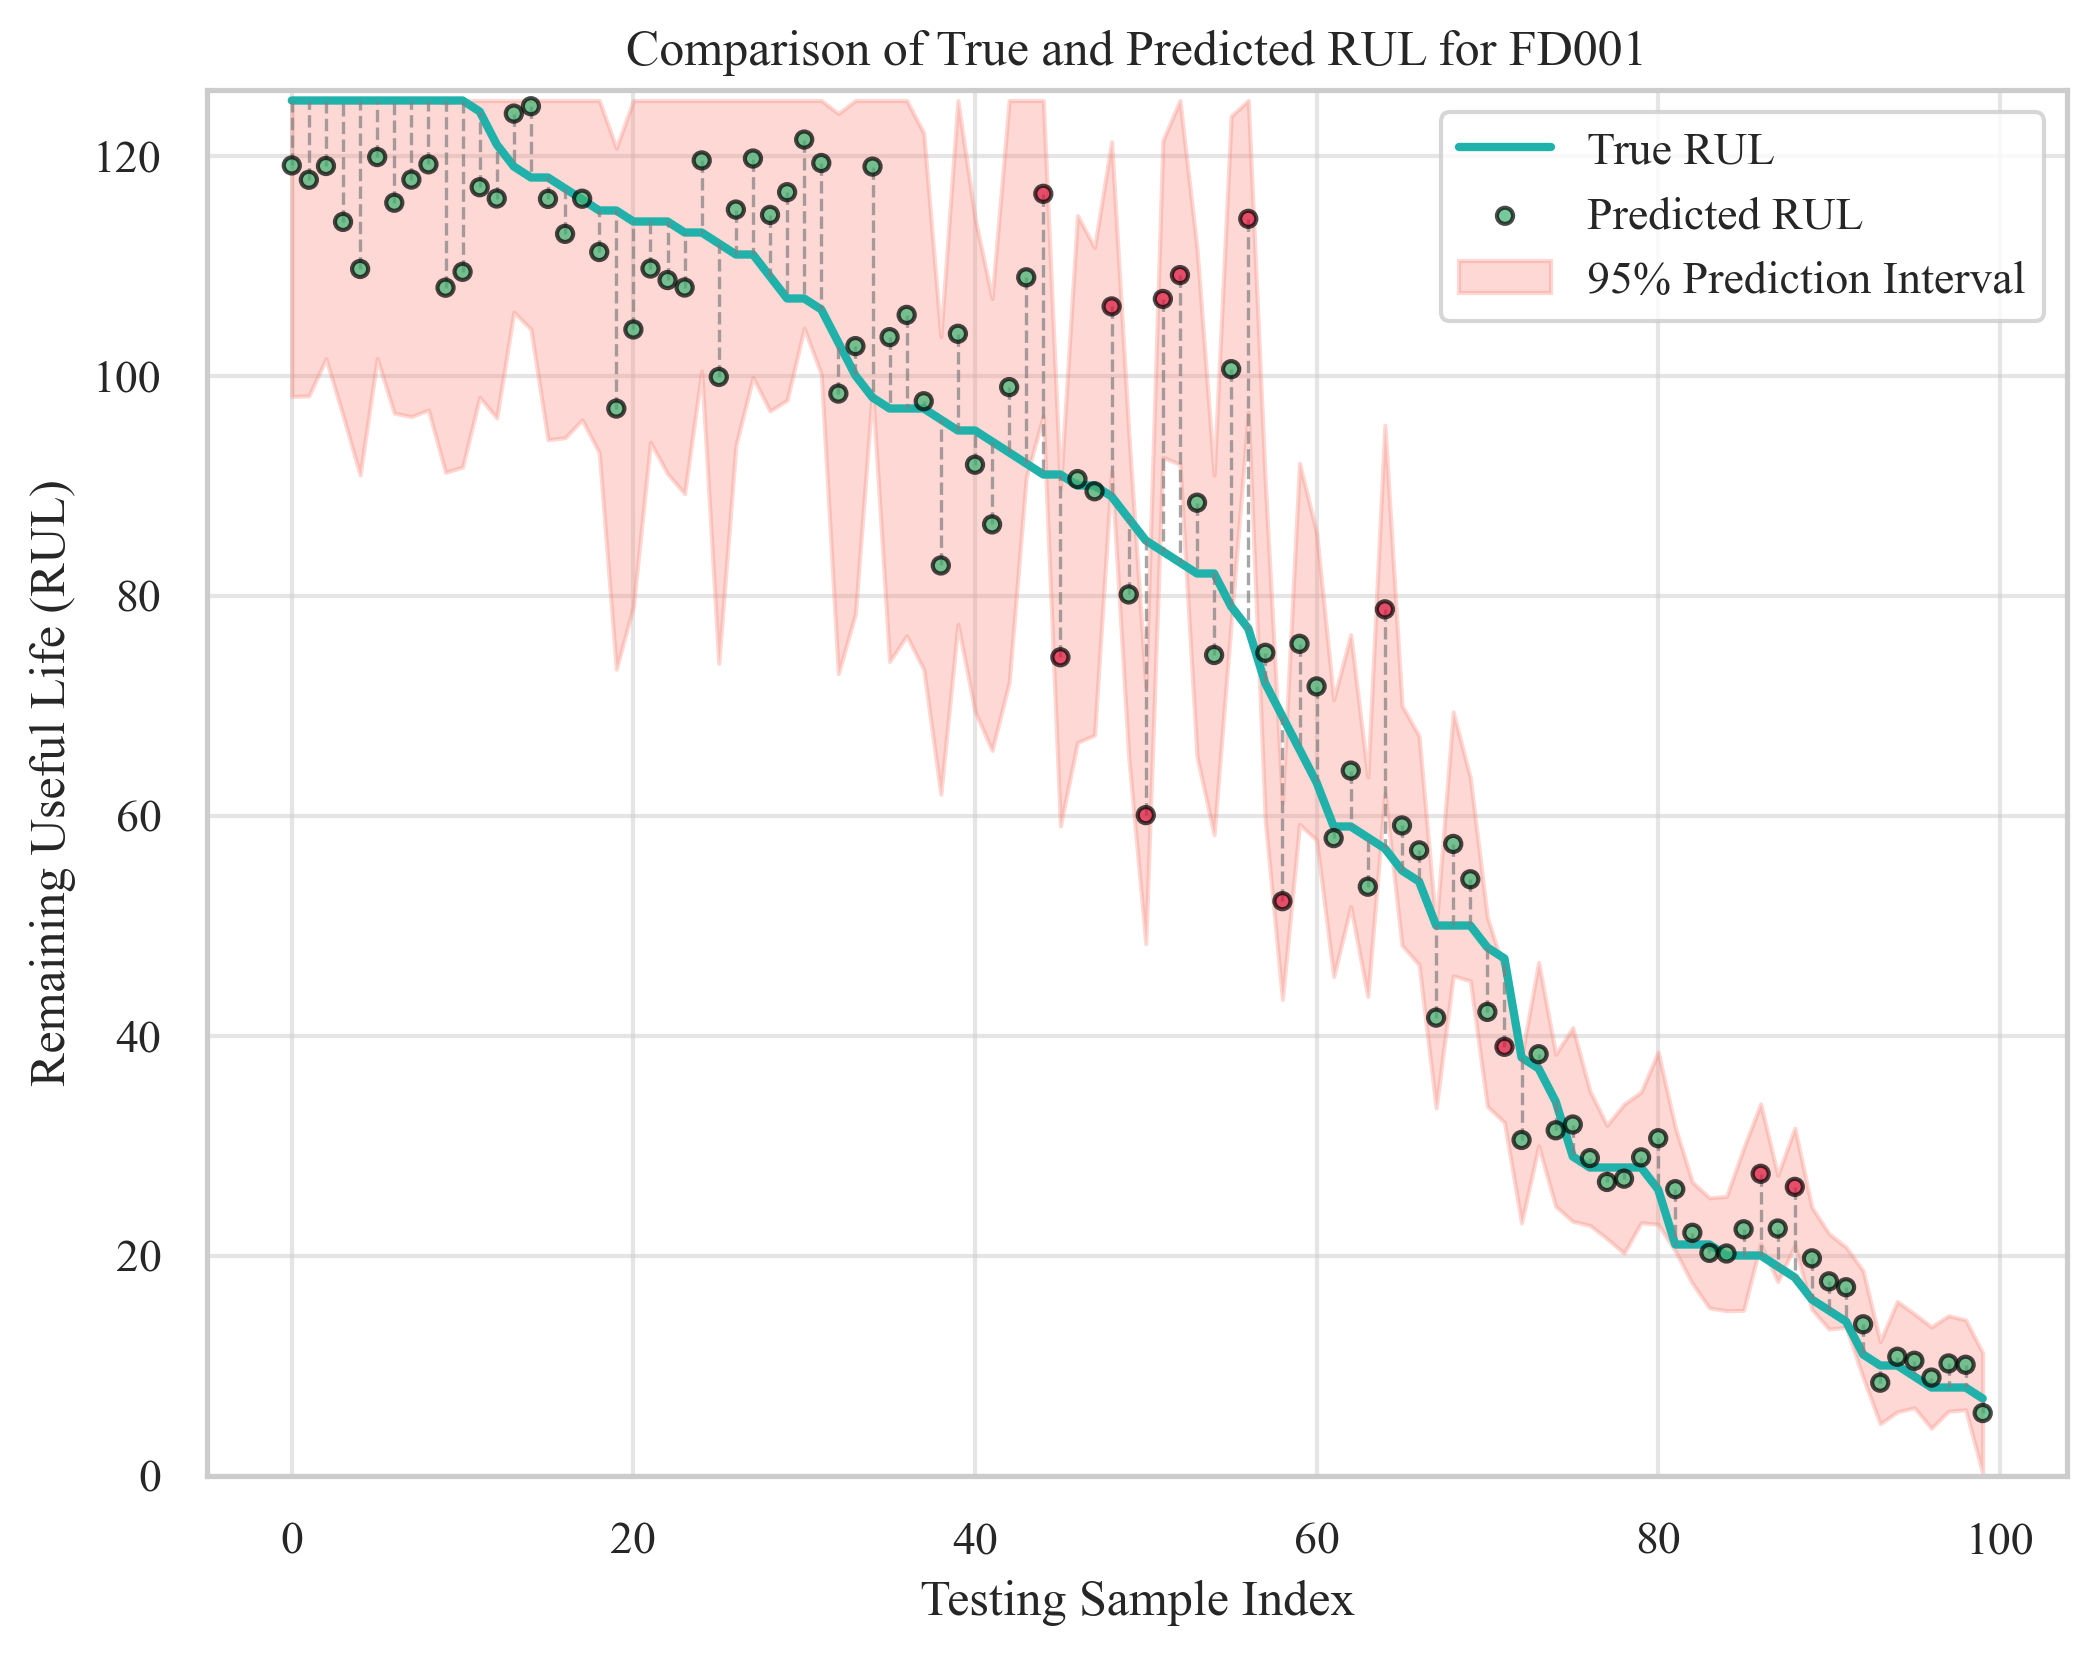 Comparison of True and Predicted RUL for FD001
True RUL
Predicted RUL
95% Prediction Interval
Remaining Useful Life (RUL)
120
100
80
60
40
20
0
0 20 40 60 80 100
Testing Sample Index